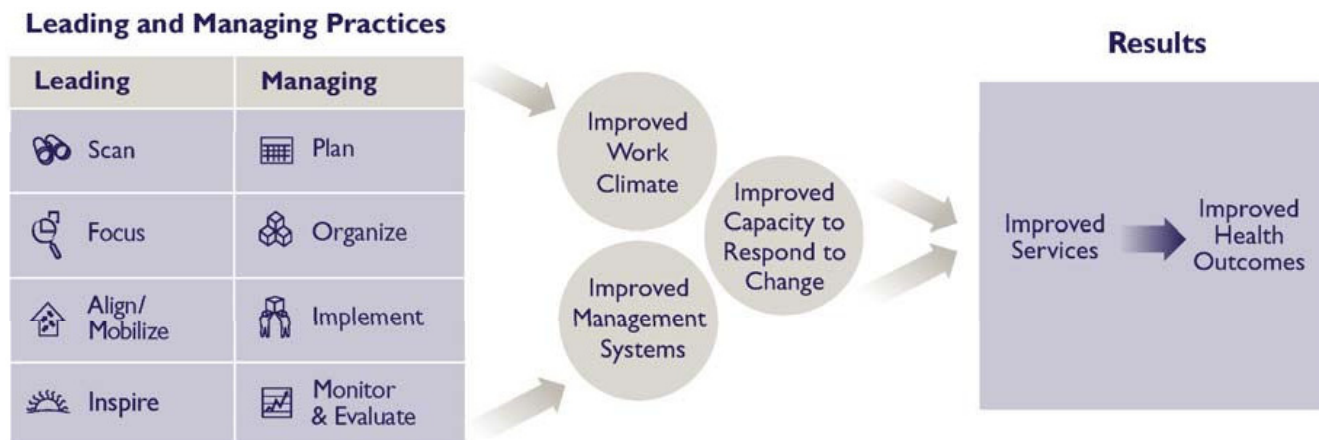 Leading and Managing Practices
Leading
Managing
Scan
Plan
Focus
Organize
Align/
Mobilize
Implement
Inspire
Monitor
& Evaluate
Improved
Work
Climate
Improved
Capacity to
Respond to
Change
Improved
Management
Systems
Results
Improved
Services
Improved
Health
Outcomes